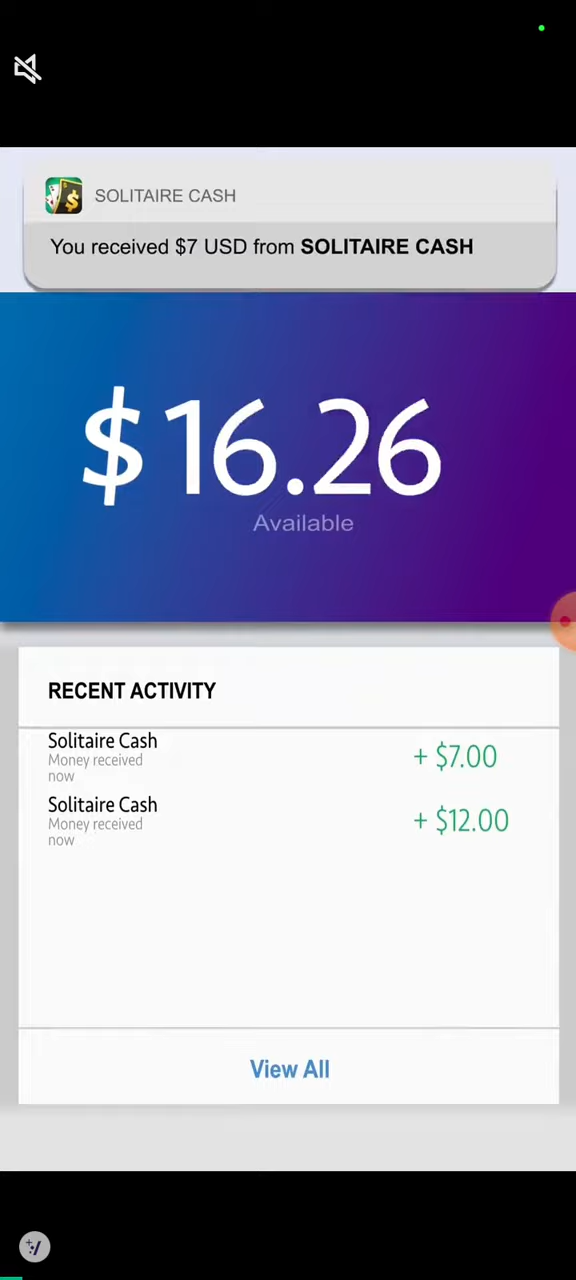 SOLITAIRE CASH
You received $7 USD from SOLITAIRE CASH
$16.26
Available
RECENT ACTIVITY
Solitaire Cash
Money received
now
+ $7.00
Solitaire Cash
Money received
now
+ $12.00
View All